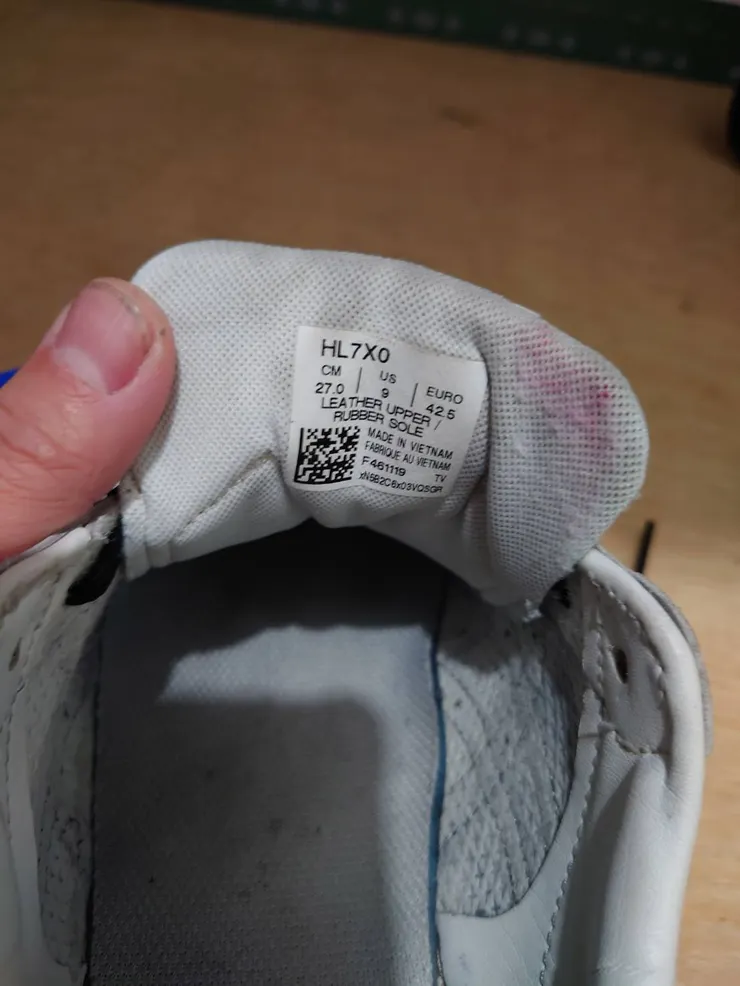 HL7X0
CM | US | EURO
27.0 9 42.5
LEATHER UPPER /
RUBBER SOLE
MADE IN VIETNAM
FABRIQUE AU VIETNAM
F461119 TV